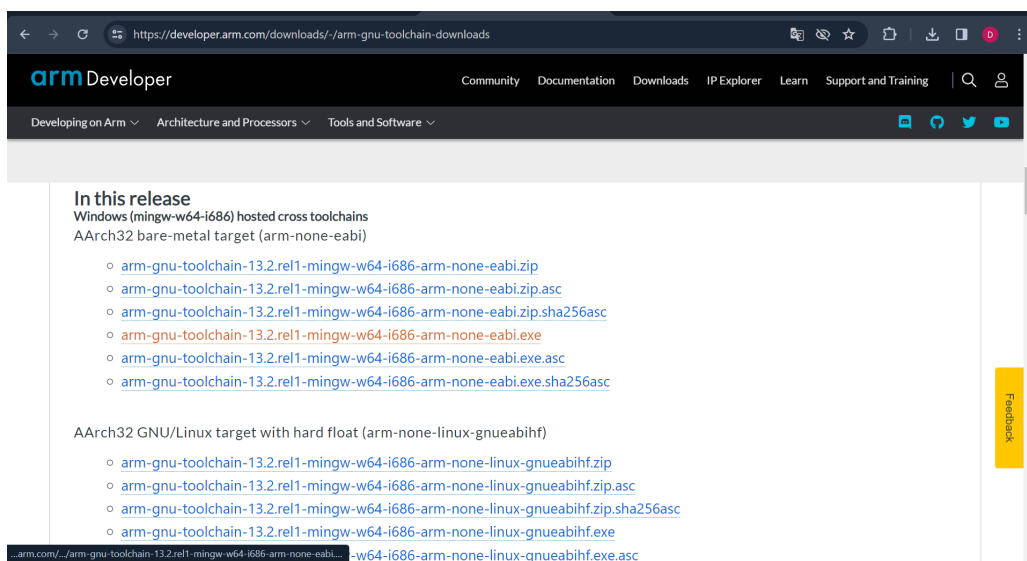 https://developer.arm.com/downloads/-/arm-gnu-toolchain-downloads
D
arm Developer
Community Documentation Downloads IP Explorer Learn Support and Training
Developing on Arm Architecture and Processors Tools and Software
In this release
Windows (mingw-w64-i686) hosted cross toolchains
AArch32 bare-metal target (arm-none-eabi)
arm-gnu-toolchain-13.2.rel1-mingw-w64-i686-arm-none-eabi.zip
arm-gnu-toolchain-13.2.rel1-mingw-w64-i686-arm-none-eabi.zip.asc
arm-gnu-toolchain-13.2.rel1-mingw-w64-i686-arm-none-eabi.zip.sha256asc
arm-gnu-toolchain-13.2.rel1-mingw-w64-i686-arm-none-eabi.exe
arm-gnu-toolchain-13.2.rel1-mingw-w64-i686-arm-none-eabi.exe.asc
arm-gnu-toolchain-13.2.rel1-mingw-w64-i686-arm-none-eabi.exe.sha256asc
Feedback
AArch32 GNU/Linux target with hard float (arm-none-linux-gnueabihf)
arm-gnu-toolchain-13.2.rel1-mingw-w64-i686-arm-none-linux-gnueabihf.zip
arm-gnu-toolchain-13.2.rel1-mingw-w64-i686-arm-none-linux-gnueabihf.zip.asc
arm-gnu-toolchain-13.2.rel1-mingw-w64-i686-arm-none-linux-gnueabihf.zip.sha256asc
arm-gnu-toolchain-13.2.rel1-mingw-w64-i686-arm-none-linux-gnueabihf.exe
...arm.com/.../arm-gnu-toolchain-13.2.rel1-mingw-w64-i686-arm-none-eabi....
-w64-i686-arm-none-linux-gnueabihf.exe.asc